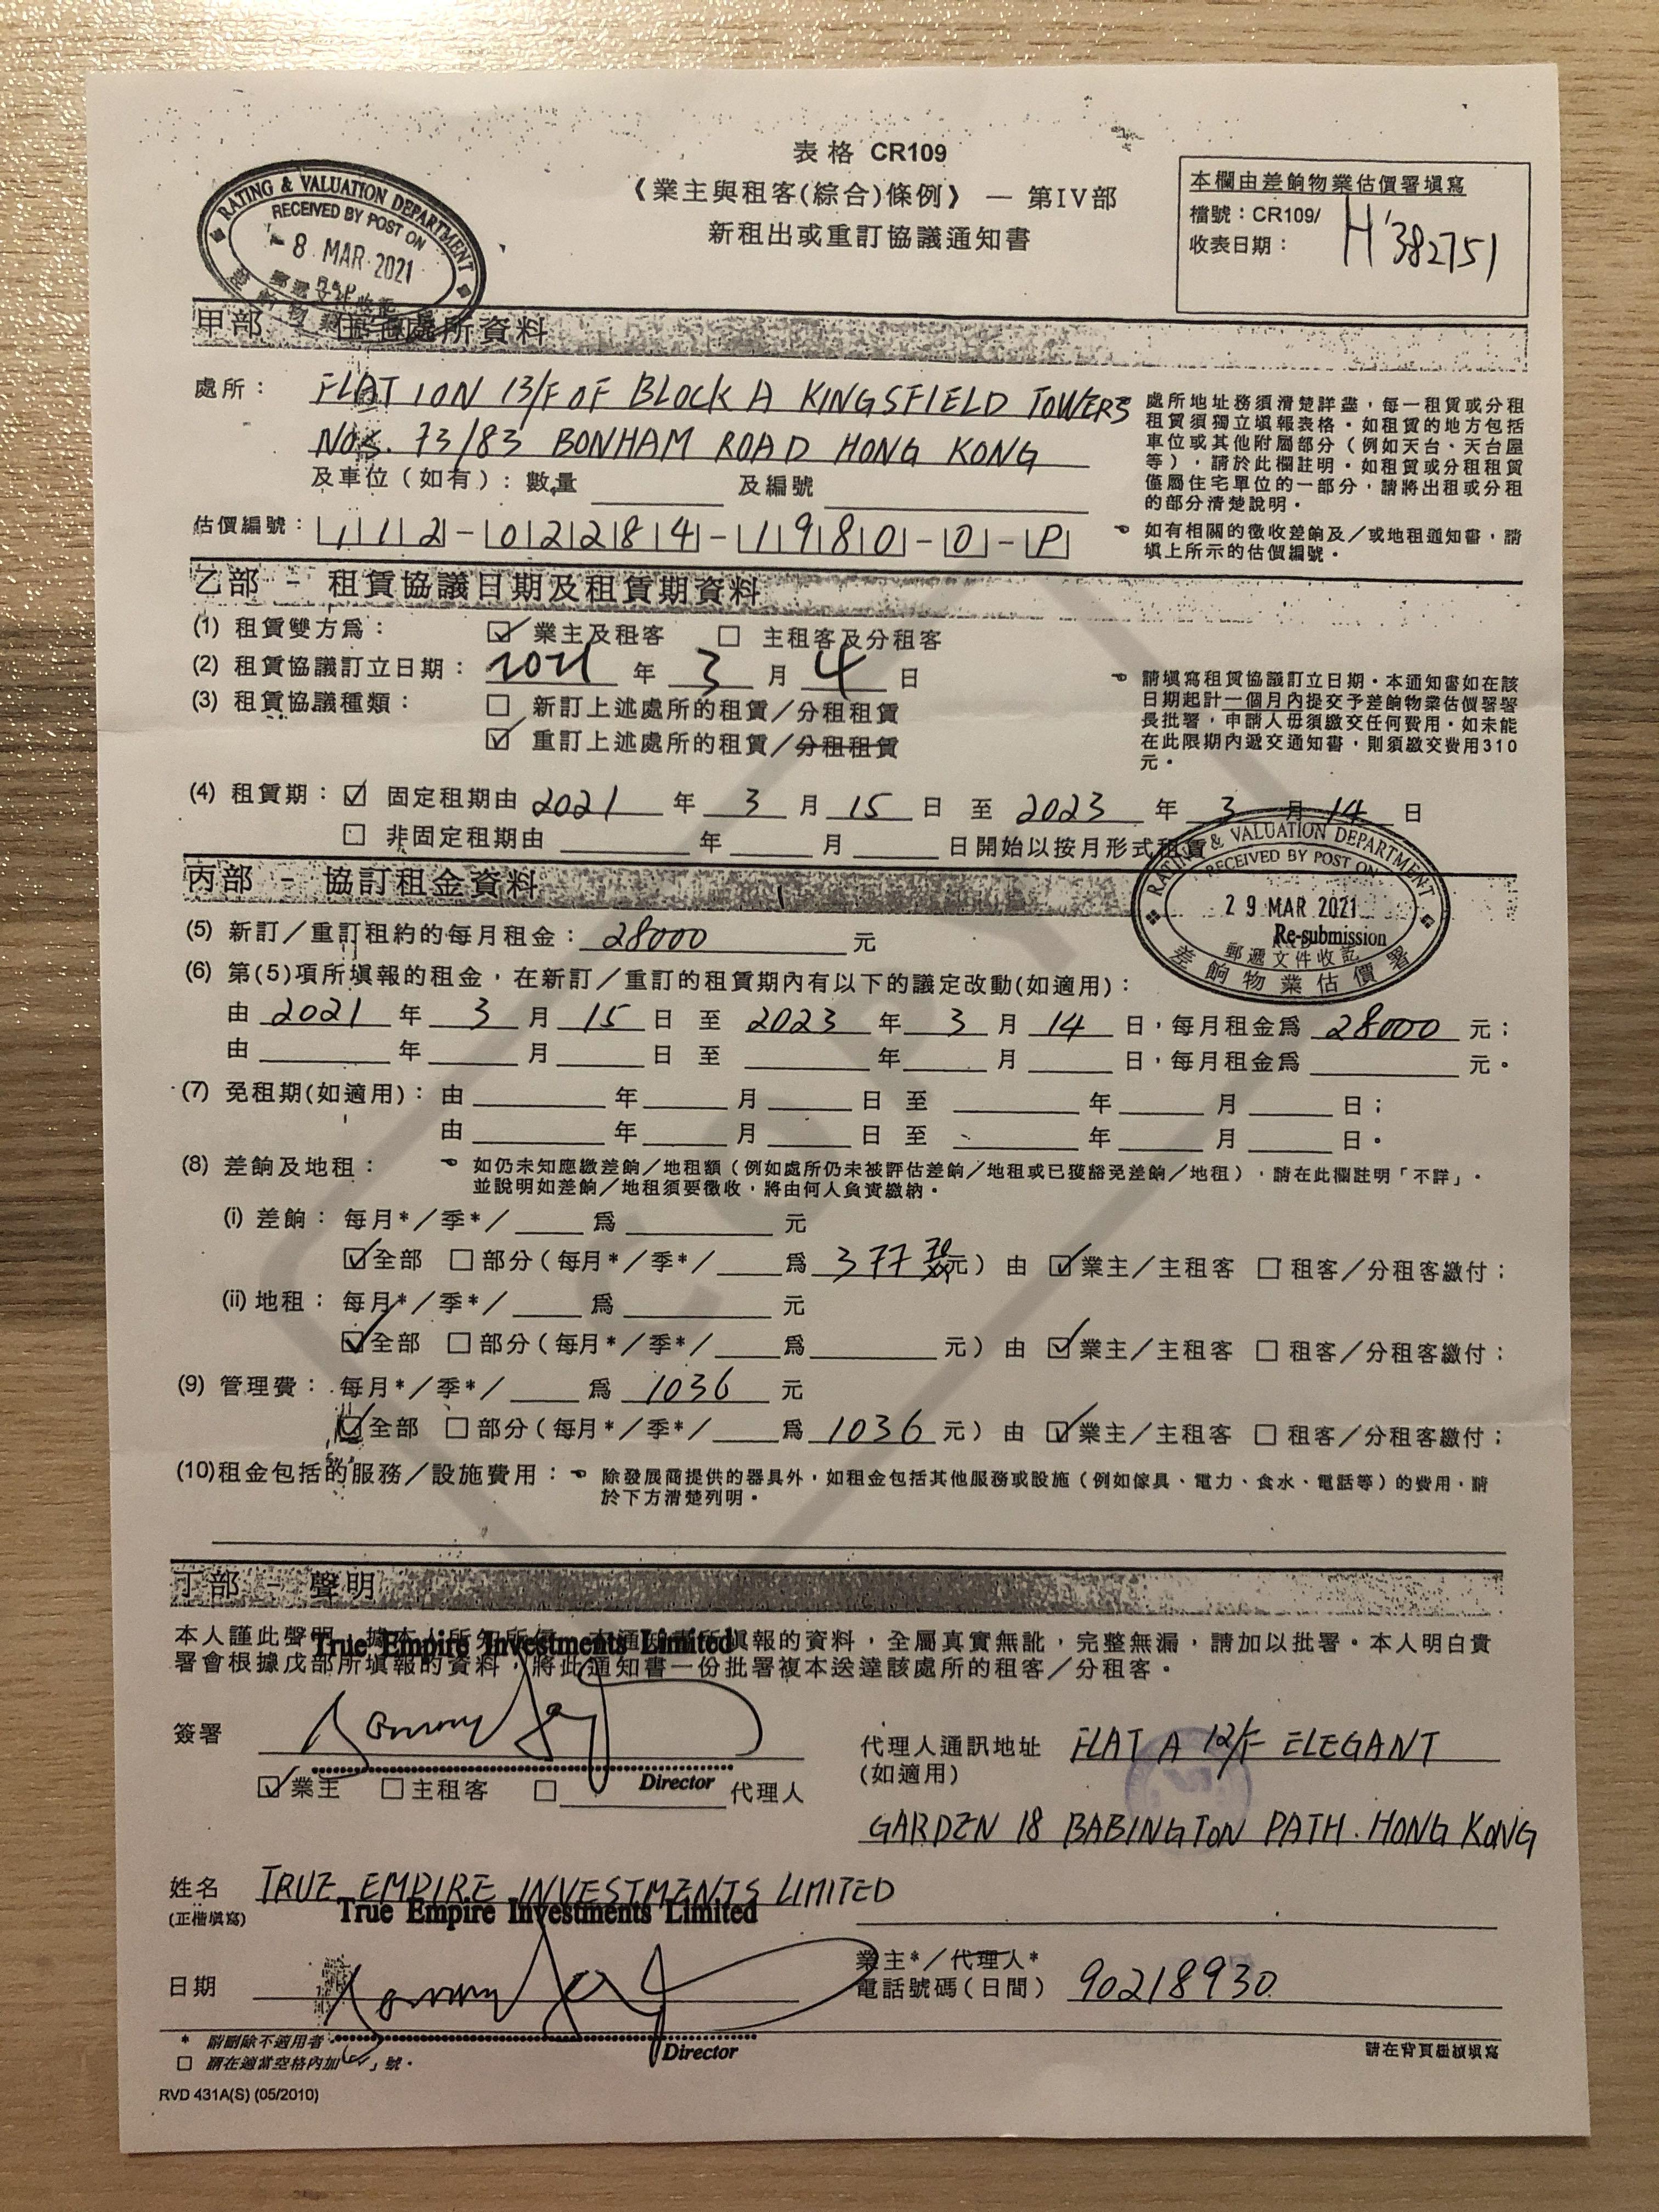 表格 CR109
《業主與租客(綜合)條例》 — 第IV部
新租出或重訂協議通知書
RATING & VALUATION DEPARTMENT
RECEIVED BY POST ON
- 8 MAR 2021
本欄由差餉物業估價署填寫
檔號：CR109/
收表日期：
H 382751
甲部 住宅處所資料
處所：FLAT 10N 13/F OF BLOCK A KINGSFIELD TOWERS
NOS. 73/83 BONHAM ROAD HONG KONG
及車位（如有）：數量 及編號
估價編號：112-02284-1980-0-P
處所地址務須清楚詳盡，每一租賃或分租
租賃須獨立填報表格。如租賃的地方包括
車位或其他附屬部分（例如天台、天台屋
等），請於此欄註明。如租賃或分租租賃
僅屬住宅單位的一部分，請將出租或分租
的部分清楚說明。
如有相關的徵收差餉及／或地租通知書，請
填上所示的估價編號。
乙部 - 租賃協議日期及租賃期資料
(1) 租賃雙方為： ☑ 業主及租客 □ 主租客及分租客
(2) 租賃協議訂立日期：2021 年 3 月 4 日
(3) 租賃協議種類： □ 新訂上述處所的租賃／分租租賃
☑ 重訂上述處所的租賃／分租租賃
請填寫租賃協議訂立日期。本通知書如在該
日期起計一個月內提交予差餉物業估價署署
長批署，申請人毋須繳交任何費用。如未能
在此限期內遞交通知書，則須繳交費用310
元。
(4) 租賃期： ☑ 固定租期由 2021 年 3 月 15 日 至 2023 年 3 月 14 日
□ 非固定租期由 年 月 日開始以按月形式租賃
RATING & VALUATION DEPARTMENT
RECEIVED BY POST ON
29 MAR 2021
Re-submission
郵遞文件收訖
差餉物業估價署
丙部 - 協訂租金資料
(5) 新訂／重訂租約的每月租金：28000 元
(6) 第(5)項所填報的租金，在新訂／重訂的租賃期內有以下的議定改動(如適用)：
由 2021 年 3 月 15 日 至 2023 年 3 月 14 日，每月租金為 28000 元；
由 年 月 日 至 年 月 日，每月租金為 元。
(7) 免租期(如適用)：由 年 月 日 至 年 月 日；
由 年 月 日 至 年 月 日。
(8) 差餉及地租： 如仍未知應繳差餉／地租額（例如處所仍未被評估差餉／地租或已獲豁免差餉／地租），請在此欄註明「不詳」。
並說明如差餉／地租須要徵收，將由何人負責繳納。
(i) 差餉：每月*／季*／ 為 元
☑全部 □部分（每月*／季*／ 為 377 元）由 ☑業主／主租客 □ 租客／分租客繳付；
(ii) 地租：每月*／季*／ 為 元
☑全部 □部分（每月*／季*／ 為 元）由 ☑業主／主租客 □ 租客／分租客繳付；
(9) 管理費：每月*／季*／ 為 1036 元
☑全部 □部分（每月*／季*／ 為 1036 元）由 ☑業主／主租客 □ 租客／分租客繳付；
(10)租金包括的服務／設施費用： 除發展商提供的器具外，如租金包括其他服務或設施（例如傢具、電力、食水、電話等）的費用，請
於下方清楚列明。
COPY
丁部 - 聲明
True Empire Investments Limited
本人謹此聲明，據本人所知所信，本通知書所填報的資料，全屬真實無訛，完整無漏，請加以批署。本人明白貴
署會根據戊部所填報的資料，將此通知書一份批署複本送達該處所的租客／分租客。
簽署
Director
☑業主 □主租客 □ 代理人
代理人通訊地址 FLAT A 12/F ELEGANT
(如適用)
GARDEN 18 BABINGTON PATH. HONG KONG
姓名 TRUE EMPIRE INVESTMENTS LIMITED
(正楷填寫)
True Empire Investments Limited
日期
Director
業主*／代理人*
電話號碼(日間) 90218930
* 請刪除不適用者。
□ 請在適當空格內加「✓」號。
請在背頁繼續填寫
RVD 431A(S) (05/2010)